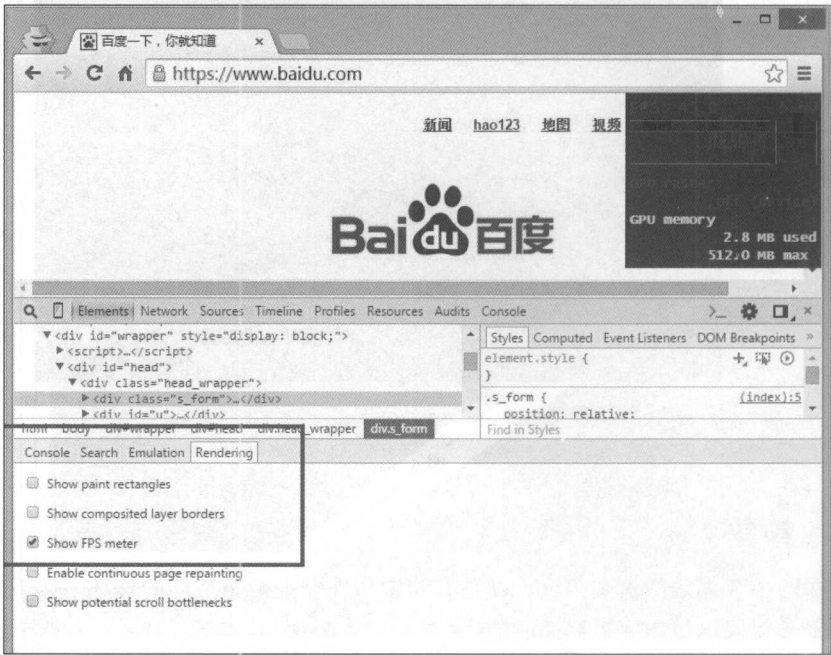 百度一下，你就知道 ×
https://www.baidu.com
新闻 hao123 地图 视频
GPU memory
2.8 MB used
512.0 MB max
Bai du 百度
Elements Network Sources Timeline Profiles Resources Audits Console
▼<div id="wrapper" style="display: block;">
▶<script>…</script>
▼<div id="head">
▼<div class="head_wrapper">
▶<div class="s_form">…</div>
▶<div id="u">…</div>
html body div#wrapper div#head div.head_wrapper div.s_form
Styles Computed Event Listeners DOM Breakpoints »
element.style {
}
.s_form { (index):5
position: relative;
Find in Styles
Console Search Emulation Rendering
Show paint rectangles
Show composited layer borders
Show FPS meter
Enable continuous page repainting
Show potential scroll bottlenecks